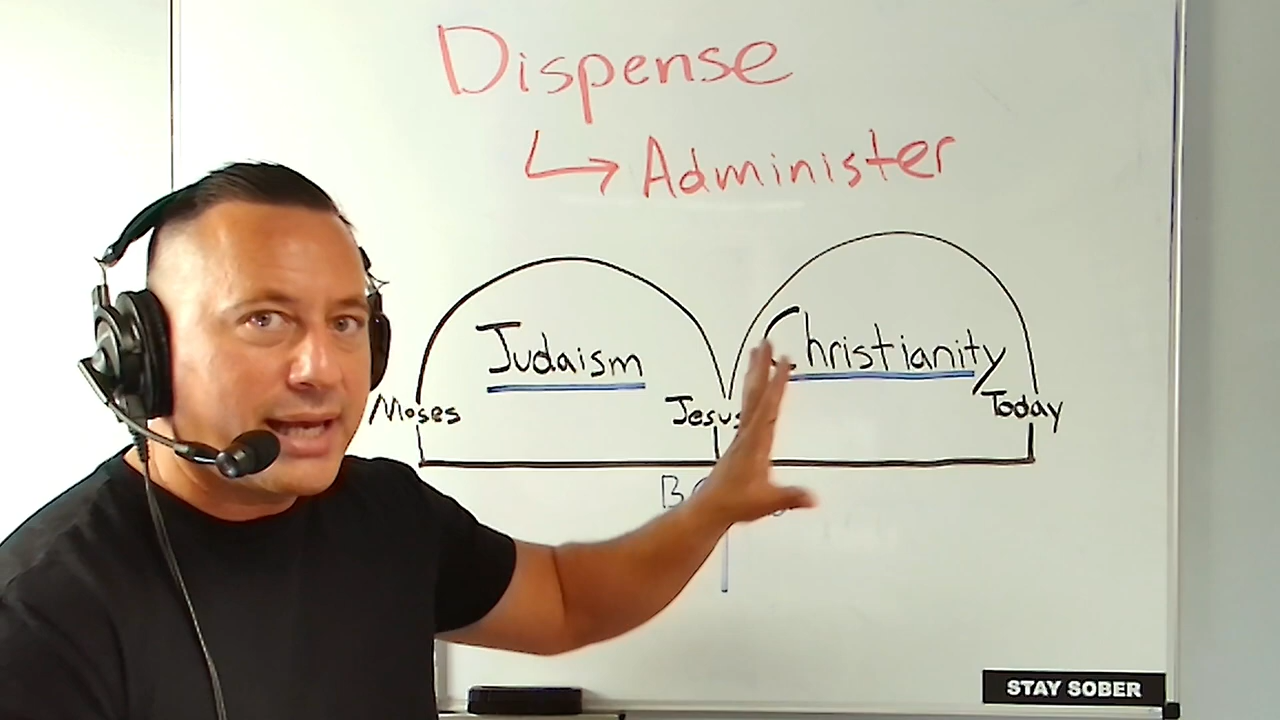 Dispense
Administer
Judaism
Christianity
Moses
Jesus
Today
STAY SOBER